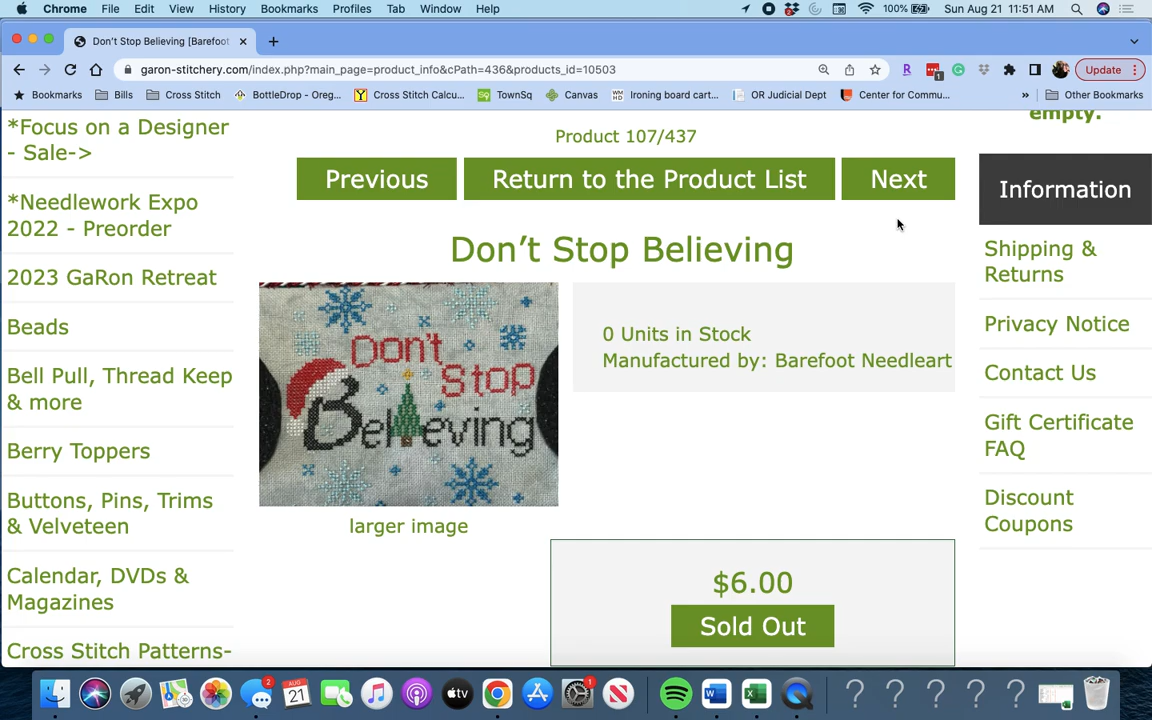 Chrome File Edit View History Bookmarks Profiles Tab Window Help 100% Sun Aug 21 11:51 AM
Don't Stop Believing [Barefoot
garon-stitchery.com/index.php?main_page=product_info&cPath=436&products_id=10503 Update
Bookmarks Bills Cross Stitch BottleDrop - Oreg... Cross Stitch Calcu... TownSq Canvas Ironing board cart... OR Judicial Dept Center for Commu... » Other Bookmarks
*Focus on a Designer
- Sale->
*Needlework Expo
2022 - Preorder
2023 GaRon Retreat
Beads
Bell Pull, Thread Keep
& more
Berry Toppers
Buttons, Pins, Trims
& Velveteen
Calendar, DVDs &
Magazines
Cross Stitch Patterns-
Product 107/437
Previous Return to the Product List Next
Don't Stop Believing
Don't
Stop
Believing
larger image
0 Units in Stock
Manufactured by: Barefoot Needleart
$6.00
Sold Out
empty.
Information
Shipping &
Returns
Privacy Notice
Contact Us
Gift Certificate
FAQ
Discount
Coupons
2 AUG 21 tv 1 N W X ? ? ? ? ?